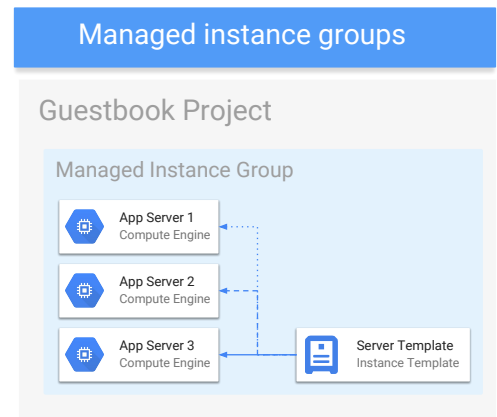 Managed instance groups
Guestbook Project
Managed Instance Group
App Server 1
Compute Engine
App Server 2
Compute Engine
App Server 3
Compute Engine
Server Template
Instance Template